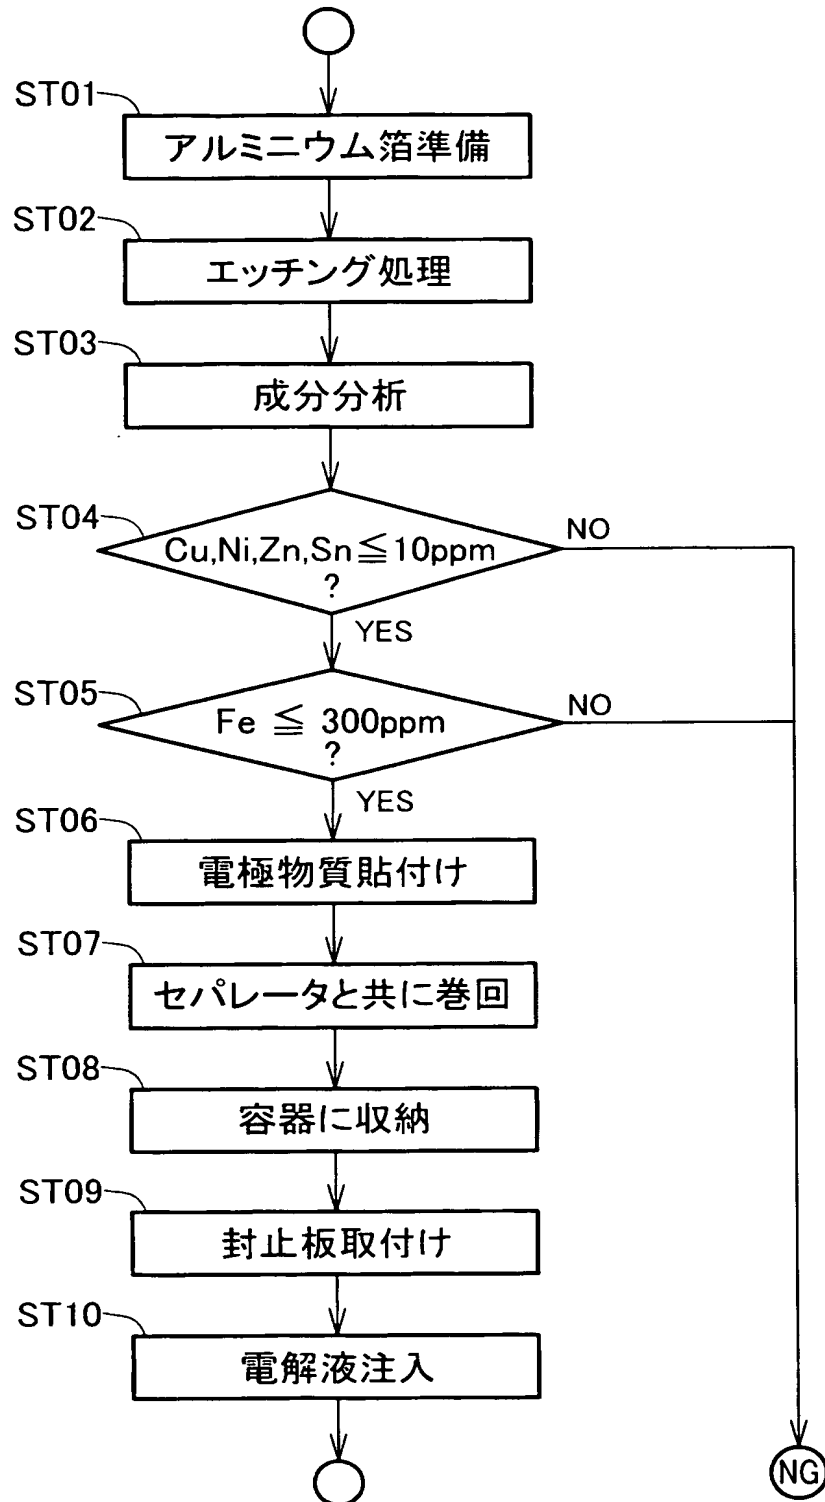 ST01
アルミニウム箔準備
ST02
エッチング処理
ST03
成分分析
ST04
Cu,Ni,Zn,Sn≦10ppm
?
NO
YES
ST05
Fe ≦ 300ppm
?
NO
YES
ST06
電極物質貼付け
ST07
セパレータと共に巻回
ST08
容器に収納
ST09
封止板取付け
ST10
電解液注入
NG